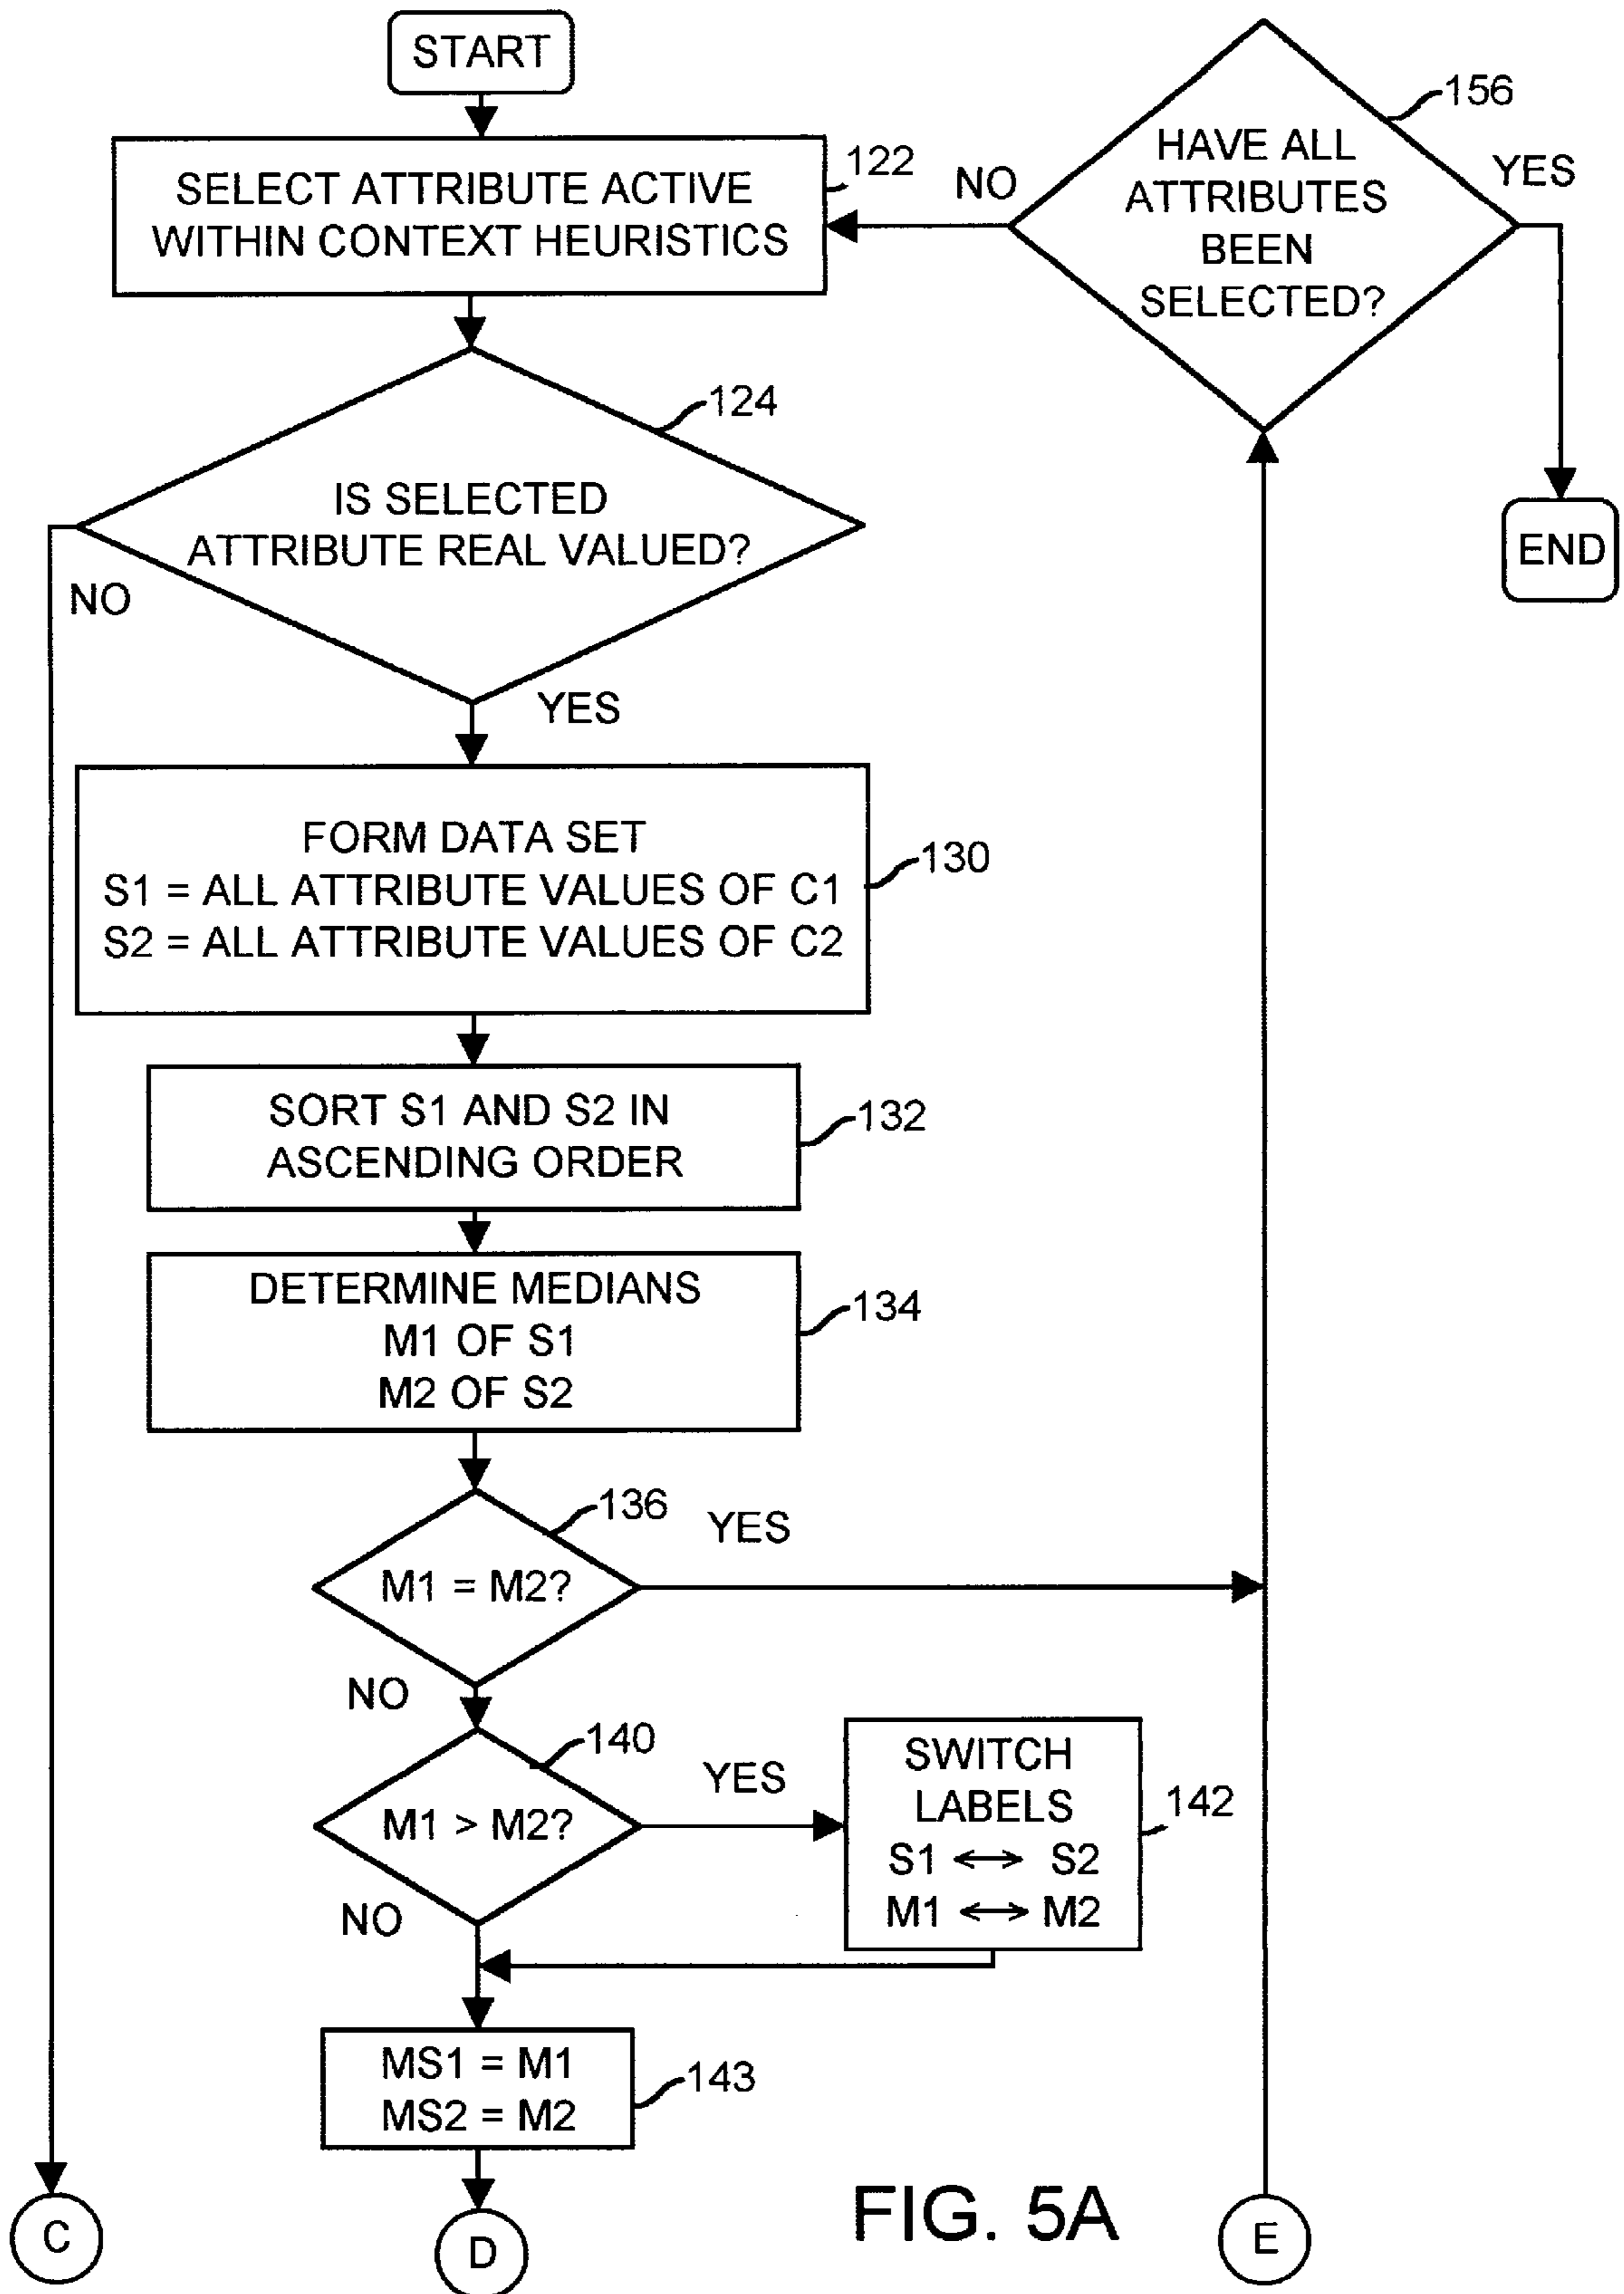 START
SELECT ATTRIBUTE ACTIVE
WITHIN CONTEXT HEURISTICS
122
HAVE ALL
ATTRIBUTES
BEEN
SELECTED?
156
NO
YES
END
IS SELECTED
ATTRIBUTE REAL VALUED?
124
NO
YES
FORM DATA SET
S1 = ALL ATTRIBUTE VALUES OF C1
S2 = ALL ATTRIBUTE VALUES OF C2
130
SORT S1 AND S2 IN
ASCENDING ORDER
132
DETERMINE MEDIANS
M1 OF S1
M2 OF S2
134
M1 = M2?
136
YES
NO
M1 > M2?
140
YES
NO
SWITCH
LABELS
S1 ↔ S2
M1 ↔ M2
142
MS1 = M1
MS2 = M2
143
C
D
E
FIG. 5A